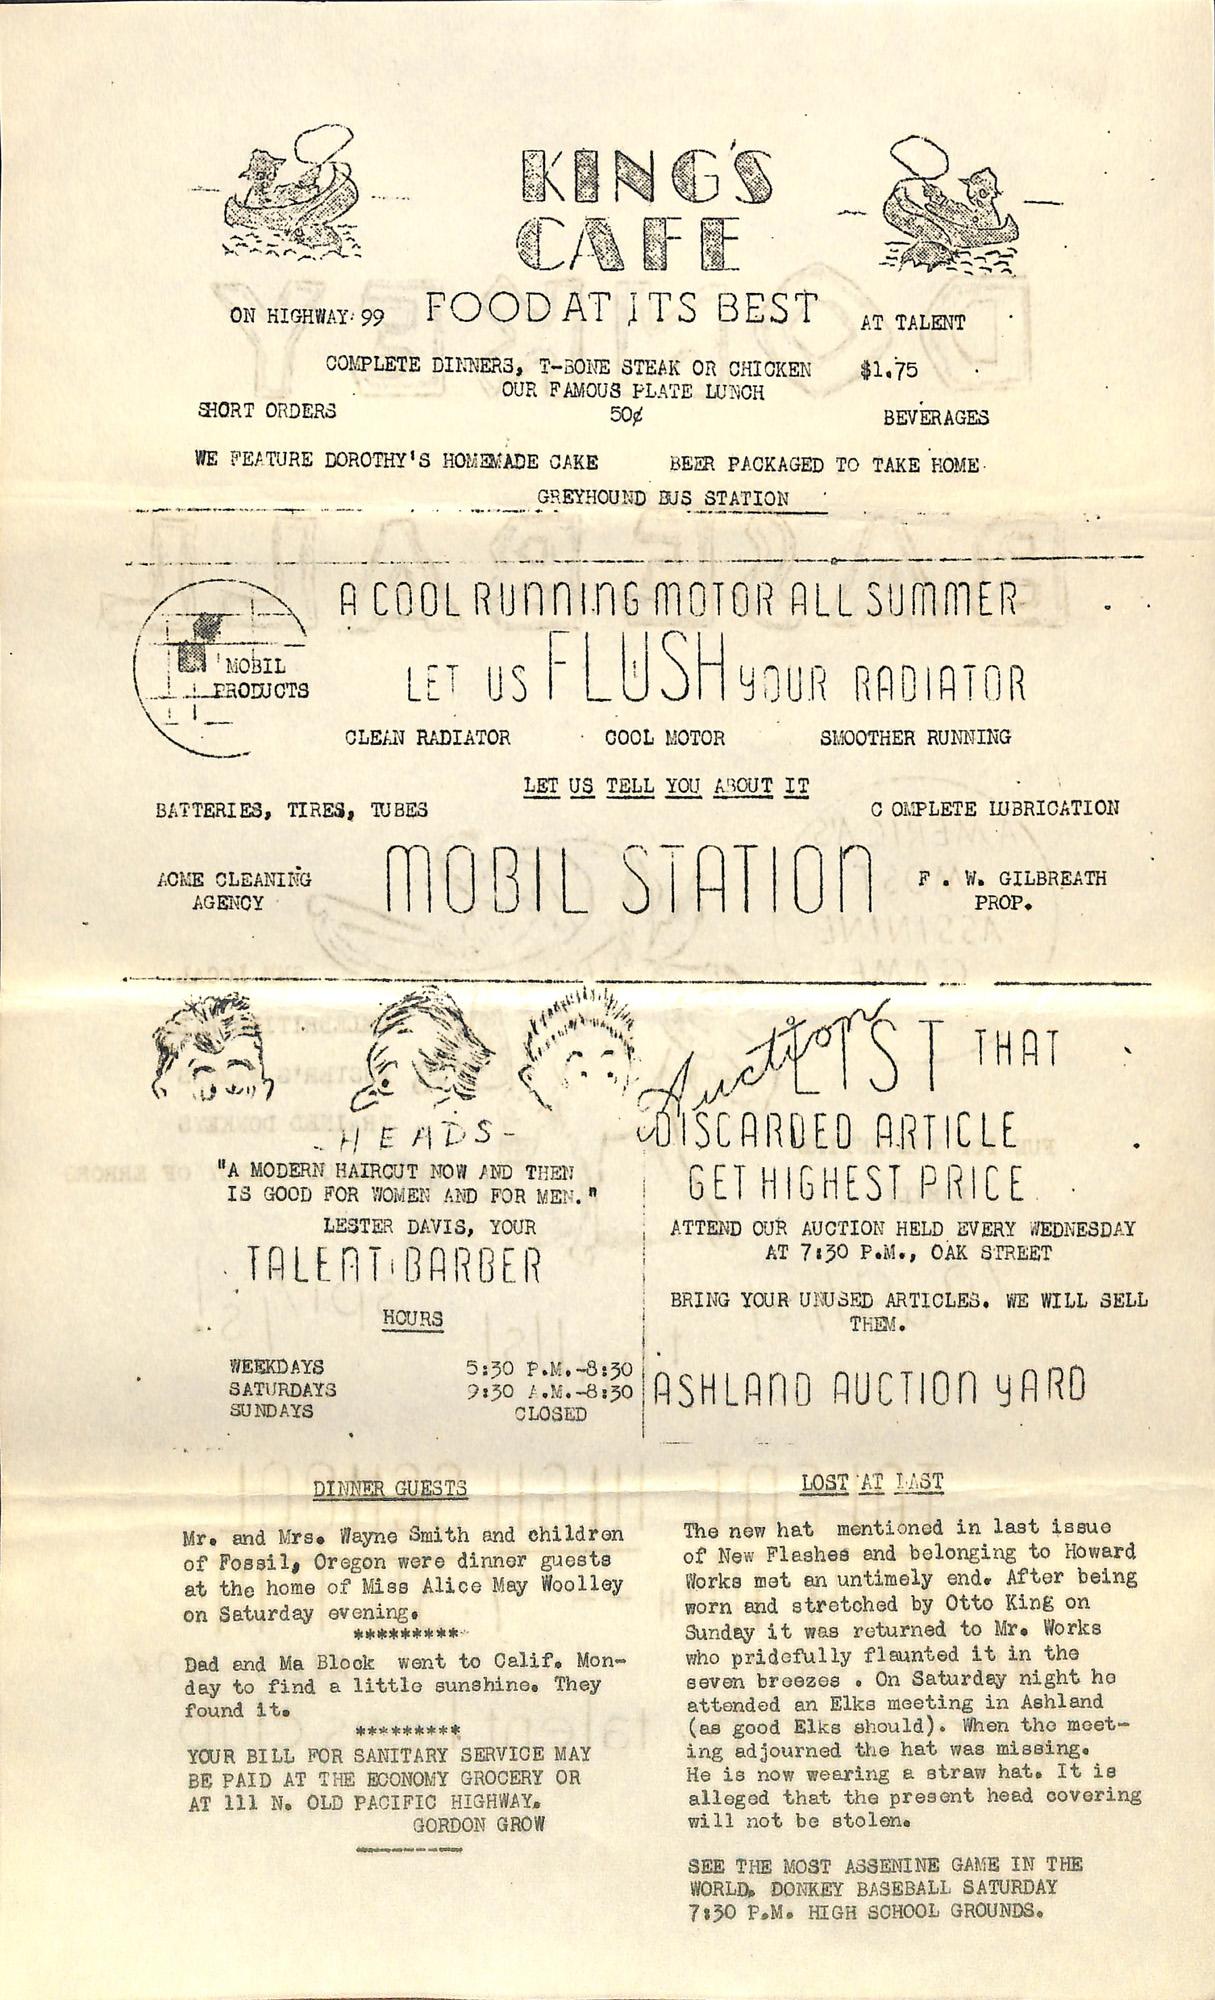 KING'S
CAFE
ON HIGHWAY 99 FOOD AT ITS BEST AT TALENT
COMPLETE DINNERS, T-BONE STEAK OR CHICKEN $1.75
OUR FAMOUS PLATE LUNCH
SHORT ORDERS 50¢ BEVERAGES
WE FEATURE DOROTHY'S HOMEMADE CAKE BEER PACKAGED TO TAKE HOME
GREYHOUND BUS STATION
A COOL RUNNING MOTOR ALL SUMMER
MOBIL
PRODUCTS
LET US FLUSH YOUR RADIATOR
CLEAN RADIATOR COOL MOTOR SMOOTHER RUNNING
LET US TELL YOU ABOUT IT
BATTERIES, TIRES, TUBES C OMPLETE LUBRICATION
ACME CLEANING
AGENCY
MOBIL STATION
F . W. GILBREATH
PROP.
-HEADS-
"A MODERN HAIRCUT NOW AND THEN
IS GOOD FOR WOMEN AND FOR MEN."
LESTER DAVIS, YOUR
TALENT BARBER
HOURS
WEEKDAYS 5:30 P.M.-8:30
SATURDAYS 9:30 A.M.-8:30
SUNDAYS CLOSED
Auction
LIST THAT
DISCARDED ARTICLE
GET HIGHEST PRICE
ATTEND OUR AUCTION HELD EVERY WEDNESDAY
AT 7:30 P.M., OAK STREET
BRING YOUR UNUSED ARTICLES. WE WILL SELL
THEM.
ASHLAND AUCTION YARD
DINNER GUESTS
Mr. and Mrs. Wayne Smith and children
of Fossil, Oregon were dinner guests
at the home of Miss Alice May Woolley
on Saturday evening.
*********
Dad and Ma Block went to Calif. Mon-
day to find a little sunshine. They
found it.
*********
YOUR BILL FOR SANITARY SERVICE MAY
BE PAID AT THE ECONOMY GROCERY OR
AT 111 N. OLD PACIFIC HIGHWAY.
GORDON GROW
LOST AT LAST
The new hat mentioned in last issue
of New Flashes and belonging to Howard
Works met an untimely end. After being
worn and stretched by Otto King on
Sunday it was returned to Mr. Works
who pridefully flaunted it in the
seven breezes . On Saturday night he
attended an Elks meeting in Ashland
(as good Elks should). When the meet-
ing adjourned the hat was missing.
He is now wearing a straw hat. It is
alleged that the present head covering
will not be stolen.
SEE THE MOST ASSENINE GAME IN THE
WORLD. DONKEY BASEBALL SATURDAY
7:30 P.M. HIGH SCHOOL GROUNDS.